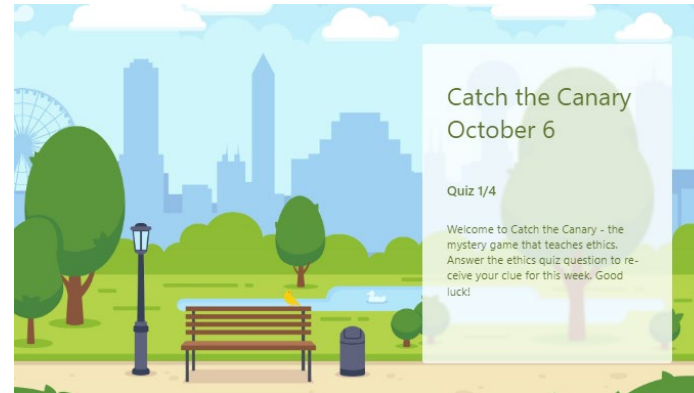 Catch the Canary
October 6
Quiz 1/4
Welcome to Catch the Canary - the
mystery game that teaches ethics.
Answer the ethics quiz question to re-
ceive your clue for this week. Good
luck!